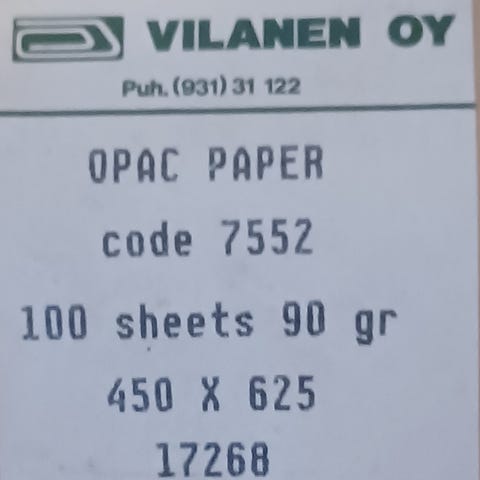 VILANEN OY
Puh. (931) 31 122
OPAC PAPER
code 7552
100 sheets 90 gr
450 X 625
17268